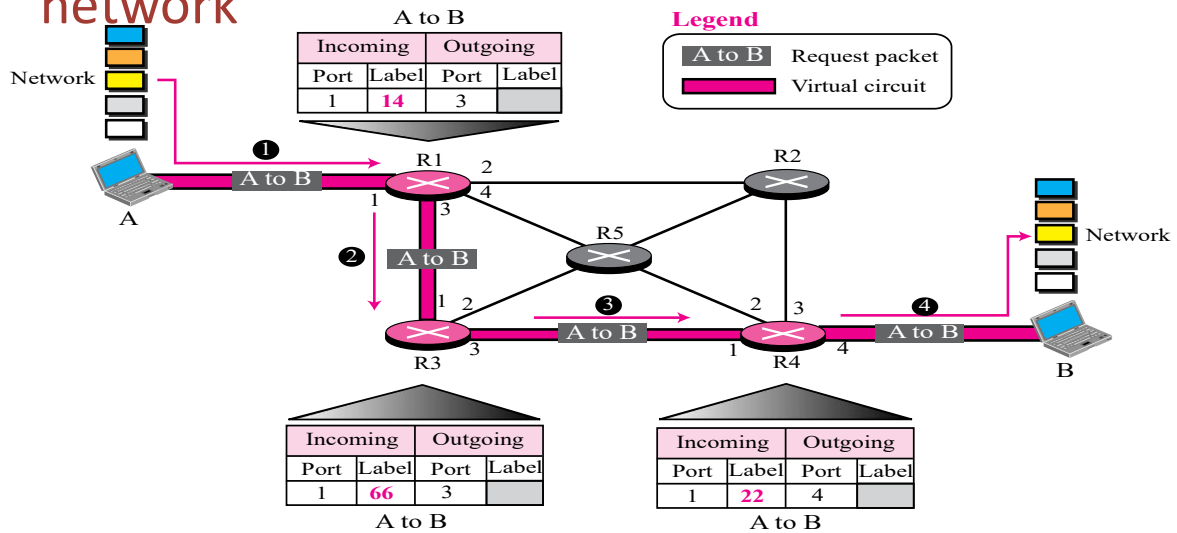 network
A to B
Incoming Outgoing
Port Label Port Label
1 14 3
Legend
A to B Request packet
Virtual circuit
Network
1
A to B
A
R1
1
2
4
3
R2
2
A to B
R5
Network
1
2
3
R3
3
A to B
2
3
1
4
R4
4
A to B
B
Incoming Outgoing
Port Label Port Label
1 66 3
A to B
Incoming Outgoing
Port Label Port Label
1 22 4
A to B